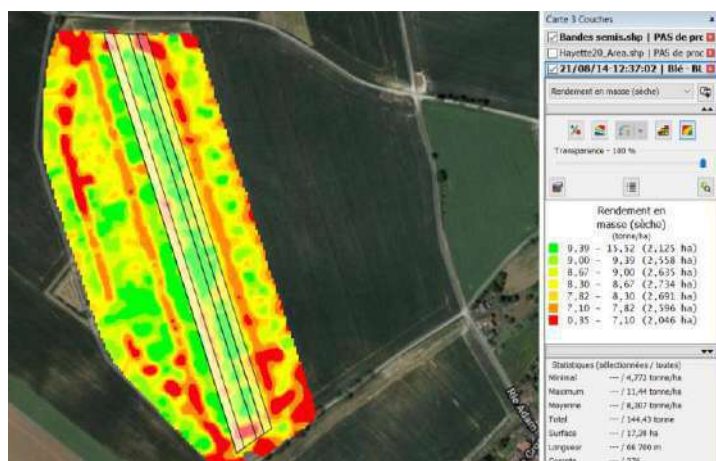 Carte 3 Couches
Bandes semis.shp | PAS de pro
Hayette20_Area.shp | PAS de proc
21/08/14-12:37:02 | Blé - BL
Rendement en masse (sèche)
Transparence - 100 %
Rendement en
masse (sèche)
(tonne/ha)
9,39 - 15,52 (2,125 ha)
9,00 - 9,39 (2,558 ha)
8,67 - 9,00 (2,635 ha)
8,30 - 8,67 (2,734 ha)
7,82 - 8,30 (2,691 ha)
7,10 - 7,82 (2,596 ha)
0,35 - 7,10 (2,046 ha)
Statistiques (sélectionnées / toutes)
Minimal --- / 4,772 tonne/ha
Maximum --- / 11,44 tonne/ha
Moyenne --- / 8,307 tonne/ha
Total --- / 144,43 tonne
Surface --- / 17,28 ha
Longueur --- / 66 700 m
Rte Adam